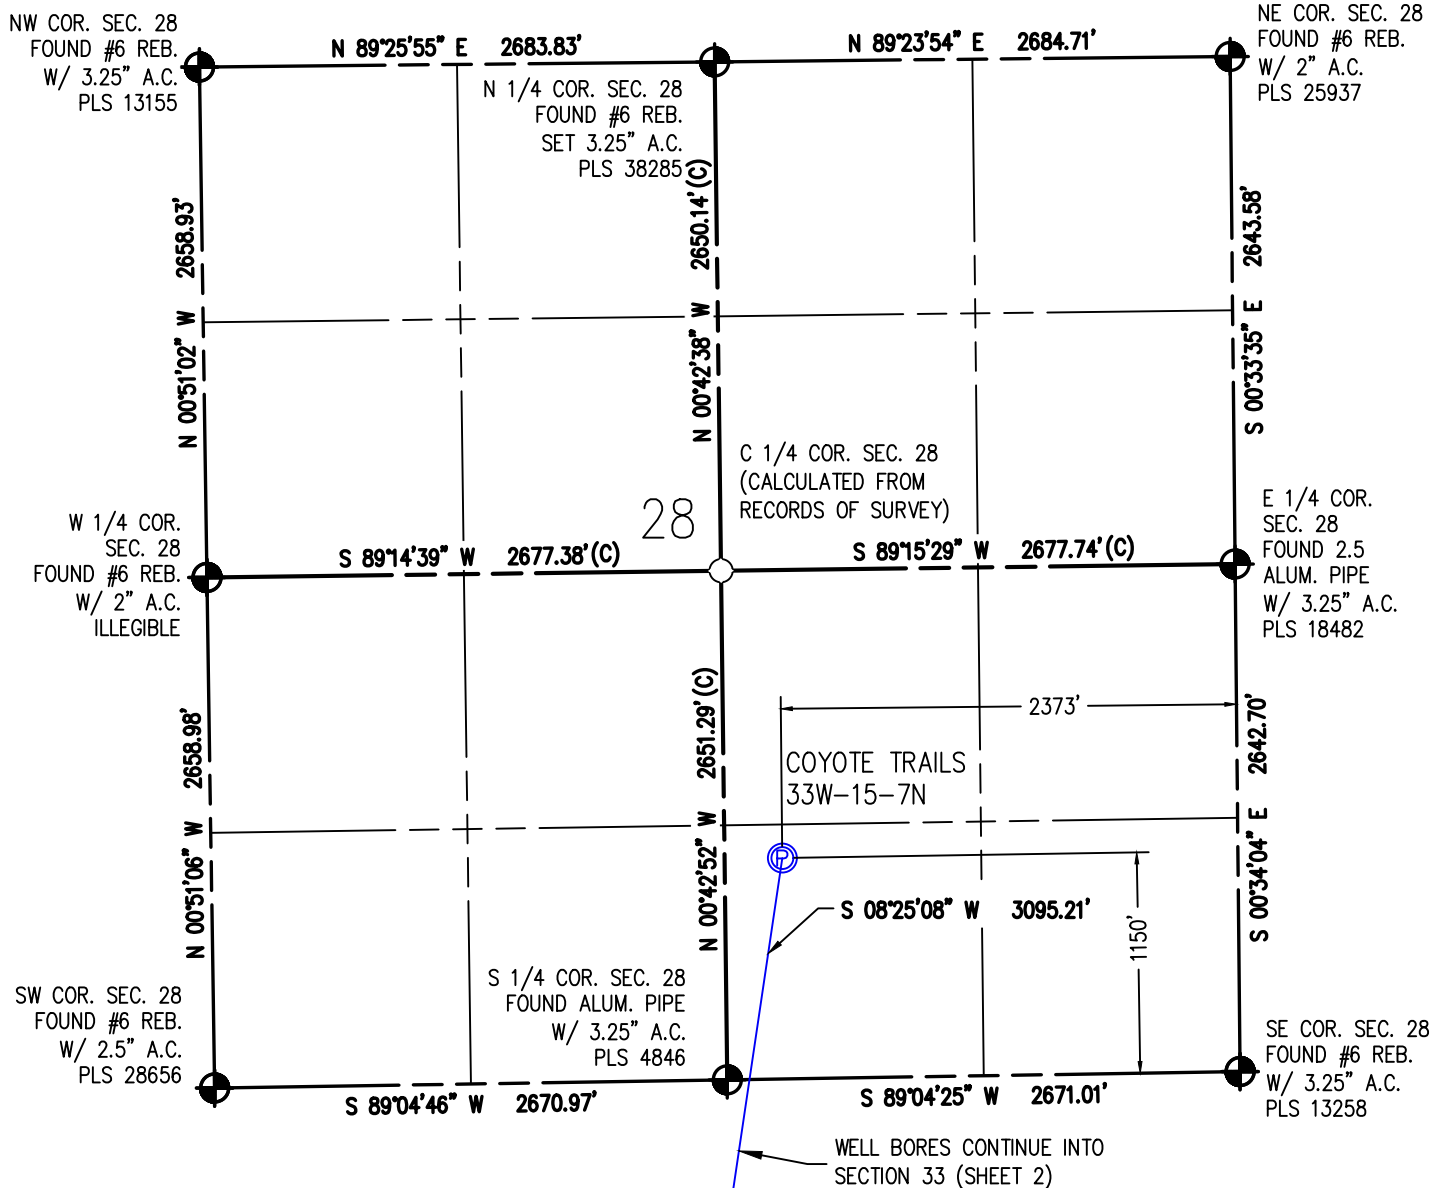 NW COR. SEC. 28
FOUND #6 REB.
W/ 3.25" A.C.
PLS 13155
N 89°25'55" E 2683.83'
N 1/4 COR. SEC. 28
FOUND #6 REB.
SET 3.25" A.C.
PLS 38285
N 89°23'54" E 2684.71'
NE COR. SEC. 28
FOUND #6 REB.
W/ 2" A.C.
PLS 25937
N 00°51'02" W 2658.93'
N 00°42'38" W 2650.14'(C)
S 00°33'35" E 2643.58'
C 1/4 COR. SEC. 28
(CALCULATED FROM
RECORDS OF SURVEY)
28
W 1/4 COR.
SEC. 28
FOUND #6 REB.
W/ 2" A.C.
ILLEGIBLE
S 89°14'39" W 2677.38'(C)
S 89°15'29" W 2677.74'(C)
E 1/4 COR.
SEC. 28
FOUND 2.5
ALUM. PIPE
W/ 3.25" A.C.
PLS 18482
N 00°51'06" W 2658.98'
N 00°42'52" W 2651.29'(C)
2373'
COYOTE TRAILS
33W-15-7N
P
S 08°25'08" W 3095.21'
1150'
S 00°34'04" E 2642.70'
SW COR. SEC. 28
FOUND #6 REB.
W/ 2.5" A.C.
PLS 28656
S 1/4 COR. SEC. 28
FOUND ALUM. PIPE
W/ 3.25" A.C.
PLS 4846
SE COR. SEC. 28
FOUND #6 REB.
W/ 3.25" A.C.
PLS 13258
S 89°04'46" W 2670.97'
S 89°04'25" W 2671.01'
WELL BORES CONTINUE INTO
SECTION 33 (SHEET 2)